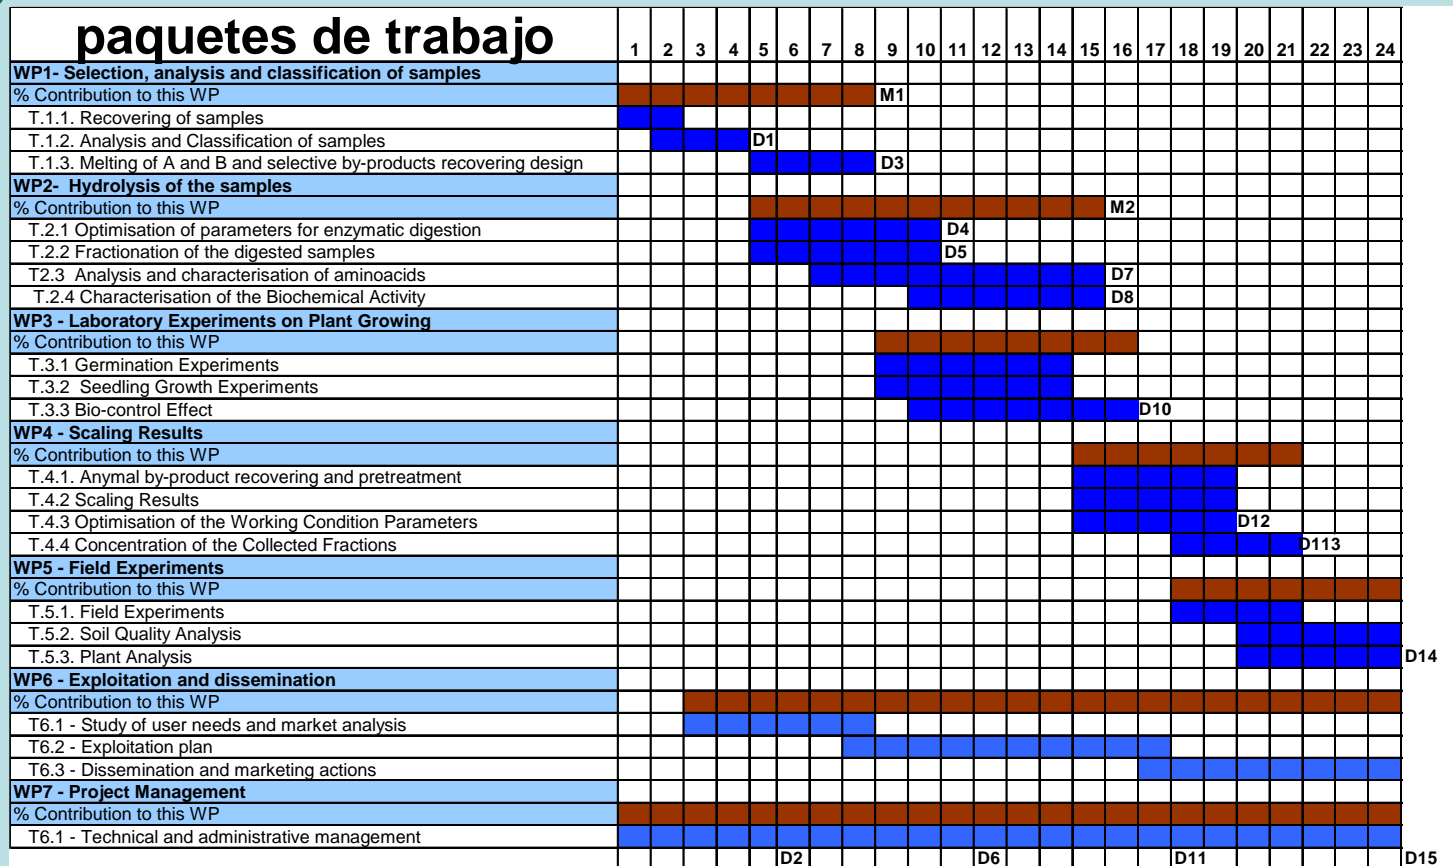 paquetes de trabajo 1 2 3 4 5 6 7 8 9 10 11 12 13 14 15 16 17 18 19 20 21 22 23 24
WP1- Selection, analysis and classification of samples
% Contribution to this WP M1
T.1.1. Recovering of samples
T.1.2. Analysis and Classification of samples D1
T.1.3. Melting of A and B and selective by-products recovering design D3
WP2- Hydrolysis of the samples
% Contribution to this WP M2
T.2.1 Optimisation of parameters for enzymatic digestion D4
T.2.2 Fractionation of the digested samples D5
T2.3 Analysis and characterisation of aminoacids D7
T.2.4 Characterisation of the Biochemical Activity D8
WP3 - Laboratory Experiments on Plant Growing
% Contribution to this WP
T.3.1 Germination Experiments
T.3.2 Seedling Growth Experiments
T.3.3 Bio-control Effect D10
WP4 - Scaling Results
% Contribution to this WP
T.4.1. Anymal by-product recovering and pretreatment
T.4.2 Scaling Results
T.4.3 Optimisation of the Working Condition Parameters D12
T.4.4 Concentration of the Collected Fractions D113
WP5 - Field Experiments
% Contribution to this WP
T.5.1. Field Experiments
T.5.2. Soil Quality Analysis
T.5.3. Plant Analysis D14
WP6 - Exploitation and dissemination
% Contribution to this WP
T6.1 - Study of user needs and market analysis
T6.2 - Exploitation plan
T6.3 - Dissemination and marketing actions
WP7 - Project Management
% Contribution to this WP
T6.1 - Technical and administrative management
D2 D6 D11 D15